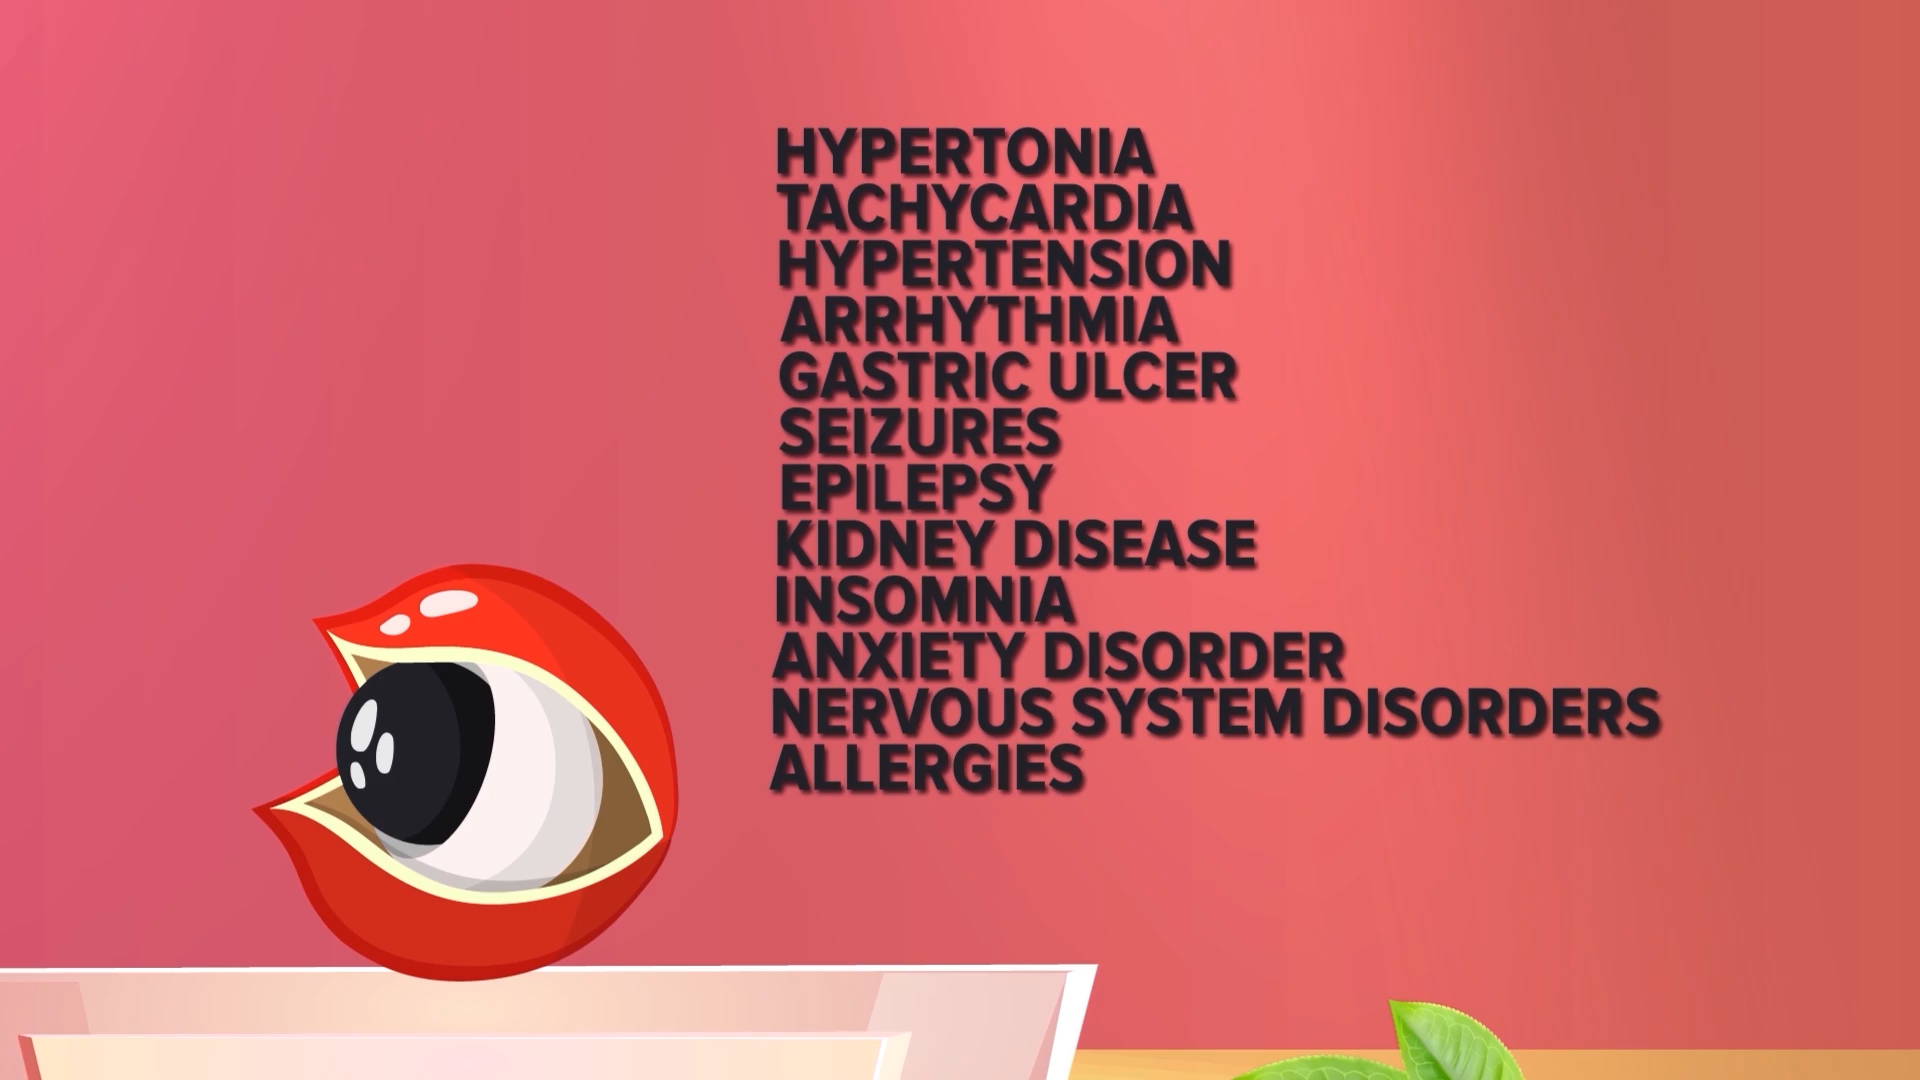 HYPERTONIA
TACHYCARDIA
HYPERTENSION
ARRHYTHMIA
GASTRIC ULCER
SEIZURES
EPILEPSY
KIDNEY DISEASE
INSOMNIA
ANXIETY DISORDER
NERVOUS SYSTEM DISORDERS
ALLERGIES